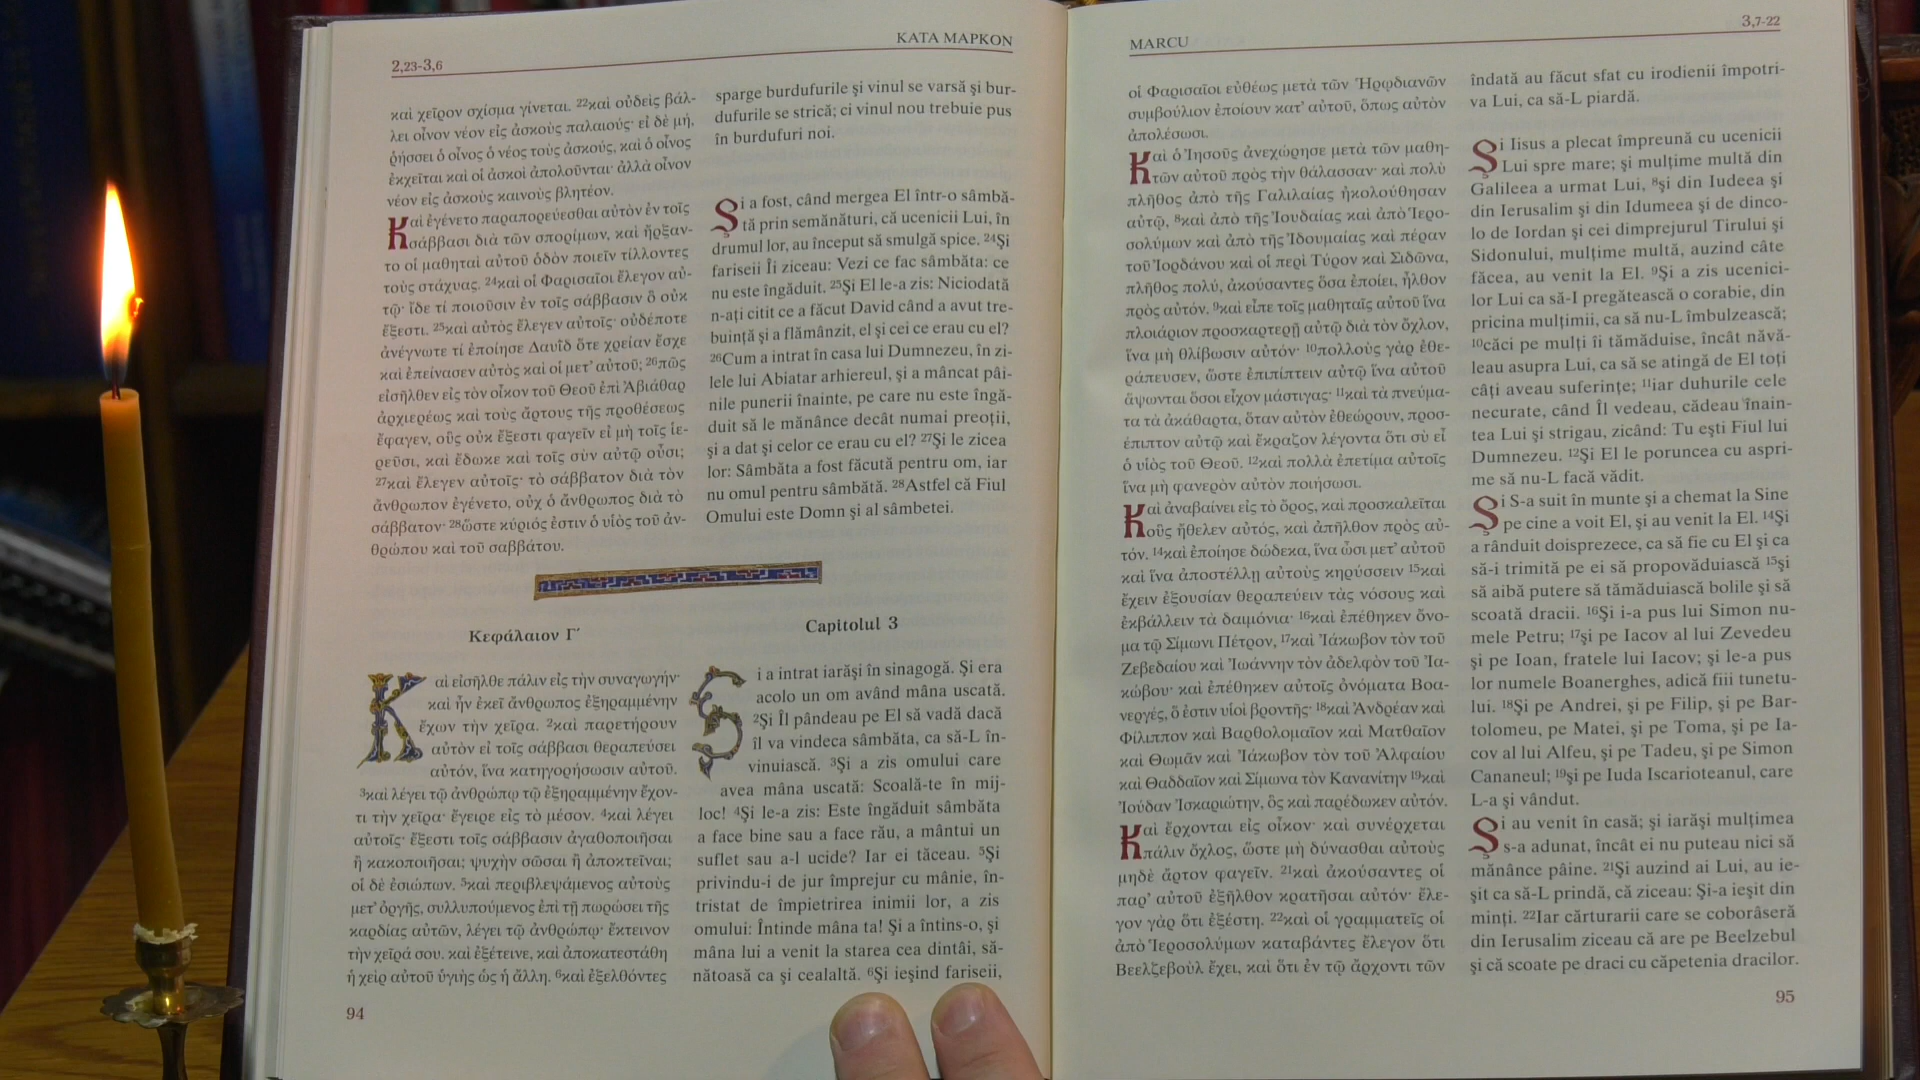 2,23-3,6
ΚΑΤΑ ΜΑΡΚΟΝ
καὶ χεῖρον σχίσμα γίνεται. 22καὶ οὐδεὶς βάλ-
λει οἶνον νέον εἰς ἀσκοὺς παλαιούς· εἰ δὲ μή,
ῥήσσει ὁ οἶνος ὁ νέος τοὺς ἀσκούς, καὶ ὁ οἶνος
ἐκχεῖται καὶ οἱ ἀσκοὶ ἀπολοῦνται· ἀλλὰ οἶνον
νέον εἰς ἀσκοὺς καινοὺς βλητέον.
Καὶ ἐγένετο παραπορεύεσθαι αὐτὸν ἐν τοῖς
σάββασι διὰ τῶν σπορίμων, καὶ ἤρξαν-
το οἱ μαθηταὶ αὐτοῦ ὁδὸν ποιεῖν τίλλοντες
τοὺς στάχυας. 24καὶ οἱ Φαρισαῖοι ἔλεγον αὐ-
τῷ· ἴδε τί ποιοῦσιν ἐν τοῖς σάββασιν ὃ οὐκ
ἔξεστι. 25καὶ αὐτὸς ἔλεγεν αὐτοῖς· οὐδέποτε
ἀνέγνωτε τί ἐποίησε Δαυῒδ ὅτε χρείαν ἔσχε
καὶ ἐπείνασεν αὐτὸς καὶ οἱ μετ' αὐτοῦ; 26πῶς
εἰσῆλθεν εἰς τὸν οἶκον τοῦ Θεοῦ ἐπὶ Ἀβιάθαρ
ἀρχιερέως καὶ τοὺς ἄρτους τῆς προθέσεως
ἔφαγεν, οὓς οὐκ ἔξεστι φαγεῖν εἰ μὴ τοῖς ἱε-
ρεῦσι, καὶ ἔδωκε καὶ τοῖς σὺν αὐτῷ οὖσι;
27καὶ ἔλεγεν αὐτοῖς· τὸ σάββατον διὰ τὸν
ἄνθρωπον ἐγένετο, οὐχ ὁ ἄνθρωπος διὰ τὸ
σάββατον· 28ὥστε κύριός ἐστιν ὁ υἱὸς τοῦ ἀν-
θρώπου καὶ τοῦ σαββάτου.
sparge burdufurile şi vinul se varsă şi bur-
dufurile se strică; ci vinul nou trebuie pus
în burdufuri noi.
Şi a fost, când mergea El într-o sâmbă-
tă prin semănături, că ucenicii Lui, în
drumul lor, au început să smulgă spice. 24Şi
fariseii Îi ziceau: Vezi ce fac sâmbăta: ce
nu este îngăduit. 25Şi El le-a zis: Niciodată
n-aţi citit ce a făcut David când a avut tre-
buinţă şi a flămânzit, el şi cei ce erau cu el?
26Cum a intrat în casa lui Dumnezeu, în zi-
lele lui Abiatar arhiereul, şi a mâncat pâi-
nile punerii înainte, pe care nu este îngă-
duit să le mănânce decât numai preoţii,
şi a dat şi celor ce erau cu el? 27Şi le zicea
lor: Sâmbăta a fost făcută pentru om, iar
nu omul pentru sâmbătă. 28Astfel că Fiul
Omului este Domn şi al sâmbetei.
Κεφάλαιον Γ΄
Καὶ εἰσῆλθε πάλιν εἰς τὴν συναγωγήν·
καὶ ἦν ἐκεῖ ἄνθρωπος ἐξηραμμένην
ἔχων τὴν χεῖρα. 2καὶ παρετήρουν
αὐτὸν εἰ τοῖς σάββασι θεραπεύσει
αὐτόν, ἵνα κατηγορήσωσιν αὐτοῦ.
3καὶ λέγει τῷ ἀνθρώπῳ τῷ ἐξηραμμένην ἔχον-
τι τὴν χεῖρα· ἔγειρε εἰς τὸ μέσον. 4καὶ λέγει
αὐτοῖς· ἔξεστι τοῖς σάββασιν ἀγαθοποιῆσαι
ἢ κακοποιῆσαι; ψυχὴν σῶσαι ἢ ἀποκτεῖναι;
οἱ δὲ ἐσιώπων. 5καὶ περιβλεψάμενος αὐτοὺς
μετ' ὀργῆς, συλλυπούμενος ἐπὶ τῇ πωρώσει τῆς
καρδίας αὐτῶν, λέγει τῷ ἀνθρώπῳ· ἔκτεινον
τὴν χεῖρά σου. καὶ ἐξέτεινε, καὶ ἀποκατεστάθη
ἡ χεὶρ αὐτοῦ ὑγιὴς ὡς ἡ ἄλλη. 6καὶ ἐξελθόντες
94
Capitolul 3
Şi a intrat iarăşi în sinagogă. Şi era
acolo un om având mâna uscată.
2Şi Îl pândeau pe El să vadă dacă
îl va vindeca sâmbăta, ca să-L în-
vinuiască. 3Şi a zis omului care
avea mâna uscată: Scoală-te în mij-
loc! 4Şi le-a zis: Este îngăduit sâmbăta
a face bine sau a face rău, a mântui un
suflet sau a-l ucide? Iar ei tăceau. 5Şi
privindu-i de jur împrejur cu mânie, în-
tristat de împietrirea inimii lor, a zis
omului: Întinde mâna ta! Şi a întins-o, şi
mâna lui a venit la starea cea dintâi, să-
nătoasă ca şi cealaltă. 6Şi ieşind fariseii,
MARCU
3,7-22
οἱ Φαρισαῖοι εὐθέως μετὰ τῶν Ἡρῳδιανῶν
συμβούλιον ἐποίουν κατ' αὐτοῦ, ὅπως αὐτὸν
ἀπολέσωσι.
Καὶ ὁ Ἰησοῦς ἀνεχώρησε μετὰ τῶν μαθη-
τῶν αὐτοῦ πρὸς τὴν θάλασσαν· καὶ πολὺ
πλῆθος ἀπὸ τῆς Γαλιλαίας ἠκολούθησαν
αὐτῷ, 8καὶ ἀπὸ τῆς Ἰουδαίας καὶ ἀπὸ Ἱερο-
σολύμων καὶ ἀπὸ τῆς Ἰδουμαίας καὶ πέραν
τοῦ Ἰορδάνου καὶ οἱ περὶ Τύρον καὶ Σιδῶνα,
πλῆθος πολύ, ἀκούσαντες ὅσα ἐποίει, ἦλθον
πρὸς αὐτόν. 9καὶ εἶπε τοῖς μαθηταῖς αὐτοῦ ἵνα
πλοιάριον προσκαρτερῇ αὐτῷ διὰ τὸν ὄχλον,
ἵνα μὴ θλίβωσιν αὐτόν· 10πολλοὺς γὰρ ἐθε-
ράπευσεν, ὥστε ἐπιπίπτειν αὐτῷ ἵνα αὐτοῦ
ἅψωνται ὅσοι εἶχον μάστιγας· 11καὶ τὰ πνεύμα-
τα τὰ ἀκάθαρτα, ὅταν αὐτὸν ἐθεώρουν, προσ-
έπιπτον αὐτῷ καὶ ἔκραζον λέγοντα ὅτι σὺ εἶ
ὁ υἱὸς τοῦ Θεοῦ. 12καὶ πολλὰ ἐπετίμα αὐτοῖς
ἵνα μὴ φανερὸν αὐτὸν ποιήσωσι.
Καὶ ἀναβαίνει εἰς τὸ ὄρος, καὶ προσκαλεῖται
οὓς ἤθελεν αὐτός, καὶ ἀπῆλθον πρὸς αὐ-
τόν. 14καὶ ἐποίησε δώδεκα, ἵνα ὦσι μετ' αὐτοῦ
καὶ ἵνα ἀποστέλλῃ αὐτοὺς κηρύσσειν 15καὶ
ἔχειν ἐξουσίαν θεραπεύειν τὰς νόσους καὶ
ἐκβάλλειν τὰ δαιμόνια· 16καὶ ἐπέθηκεν ὄνο-
μα τῷ Σίμωνι Πέτρον, 17καὶ Ἰάκωβον τὸν τοῦ
Ζεβεδαίου καὶ Ἰωάννην τὸν ἀδελφὸν τοῦ Ἰα-
κώβου· καὶ ἐπέθηκεν αὐτοῖς ὀνόματα Βοα-
νεργές, ὅ ἐστιν υἱοὶ βροντῆς· 18καὶ Ἀνδρέαν καὶ
Φίλιππον καὶ Βαρθολομαῖον καὶ Ματθαῖον
καὶ Θωμᾶν καὶ Ἰάκωβον τὸν τοῦ Ἀλφαίου
καὶ Θαδδαῖον καὶ Σίμωνα τὸν Κανανίτην 19καὶ
Ἰούδαν Ἰσκαριώτην, ὃς καὶ παρέδωκεν αὐτόν.
Καὶ ἔρχονται εἰς οἶκον· καὶ συνέρχεται
πάλιν ὄχλος, ὥστε μὴ δύνασθαι αὐτοὺς
μηδὲ ἄρτον φαγεῖν. 21καὶ ἀκούσαντες οἱ
παρ' αὐτοῦ ἐξῆλθον κρατῆσαι αὐτόν· ἔλε-
γον γὰρ ὅτι ἐξέστη. 22καὶ οἱ γραμματεῖς οἱ
ἀπὸ Ἱεροσολύμων καταβάντες ἔλεγον ὅτι
Βεελζεβοὺλ ἔχει, καὶ ὅτι ἐν τῷ ἄρχοντι τῶν
îndată au făcut sfat cu irodienii împotri-
va Lui, ca să-L piardă.
Şi Iisus a plecat împreună cu ucenicii
Lui spre mare; şi mulţime multă din
Galileea a urmat Lui, 8şi din Iudeea şi
din Ierusalim şi din Idumeea şi de dinco-
lo de Iordan şi cei dimprejurul Tirului şi
Sidonului, mulţime multă, auzind câte
făcea, au venit la El. 9Şi a zis ucenici-
lor Lui ca să-I pregătească o corabie, din
pricina mulţimii, ca să nu-L îmbulzească;
10căci pe mulţi îi tămăduise, încât năvă-
leau asupra Lui, ca să se atingă de El toţi
câţi aveau suferinţe; 11iar duhurile cele
necurate, când Îl vedeau, cădeau înain-
tea Lui şi strigau, zicând: Tu eşti Fiul lui
Dumnezeu. 12Şi El le poruncea cu aspri-
me să nu-L facă vădit.
Şi S-a suit în munte şi a chemat la Sine
pe cine a voit El, şi au venit la El. 14Şi
a rânduit doisprezece, ca să fie cu El şi ca
să-i trimită pe ei să propovăduiască 15şi
să aibă putere să tămăduiască bolile şi să
scoată dracii. 16Şi i-a pus lui Simon nu-
mele Petru; 17şi pe Iacov al lui Zevedeu
şi pe Ioan, fratele lui Iacov; şi le-a pus
lor numele Boanerghes, adică fiii tunetu-
lui. 18Şi pe Andrei, şi pe Filip, şi pe Bar-
tolomeu, pe Matei, şi pe Toma, şi pe Ia-
cov al lui Alfeu, şi pe Tadeu, şi pe Simon
Cananeul; 19şi pe Iuda Iscarioteanul, care
L-a şi vândut.
Şi au venit în casă; şi iarăşi mulţimea
s-a adunat, încât ei nu puteau nici să
mănânce pâine. 21Şi auzind ai Lui, au ie-
şit ca să-L prindă, că ziceau: Şi-a ieşit din
minţi. 22Iar cărturarii care se coborâseră
din Ierusalim ziceau că are pe Beelzebul
şi că scoate pe draci cu căpetenia dracilor.
95